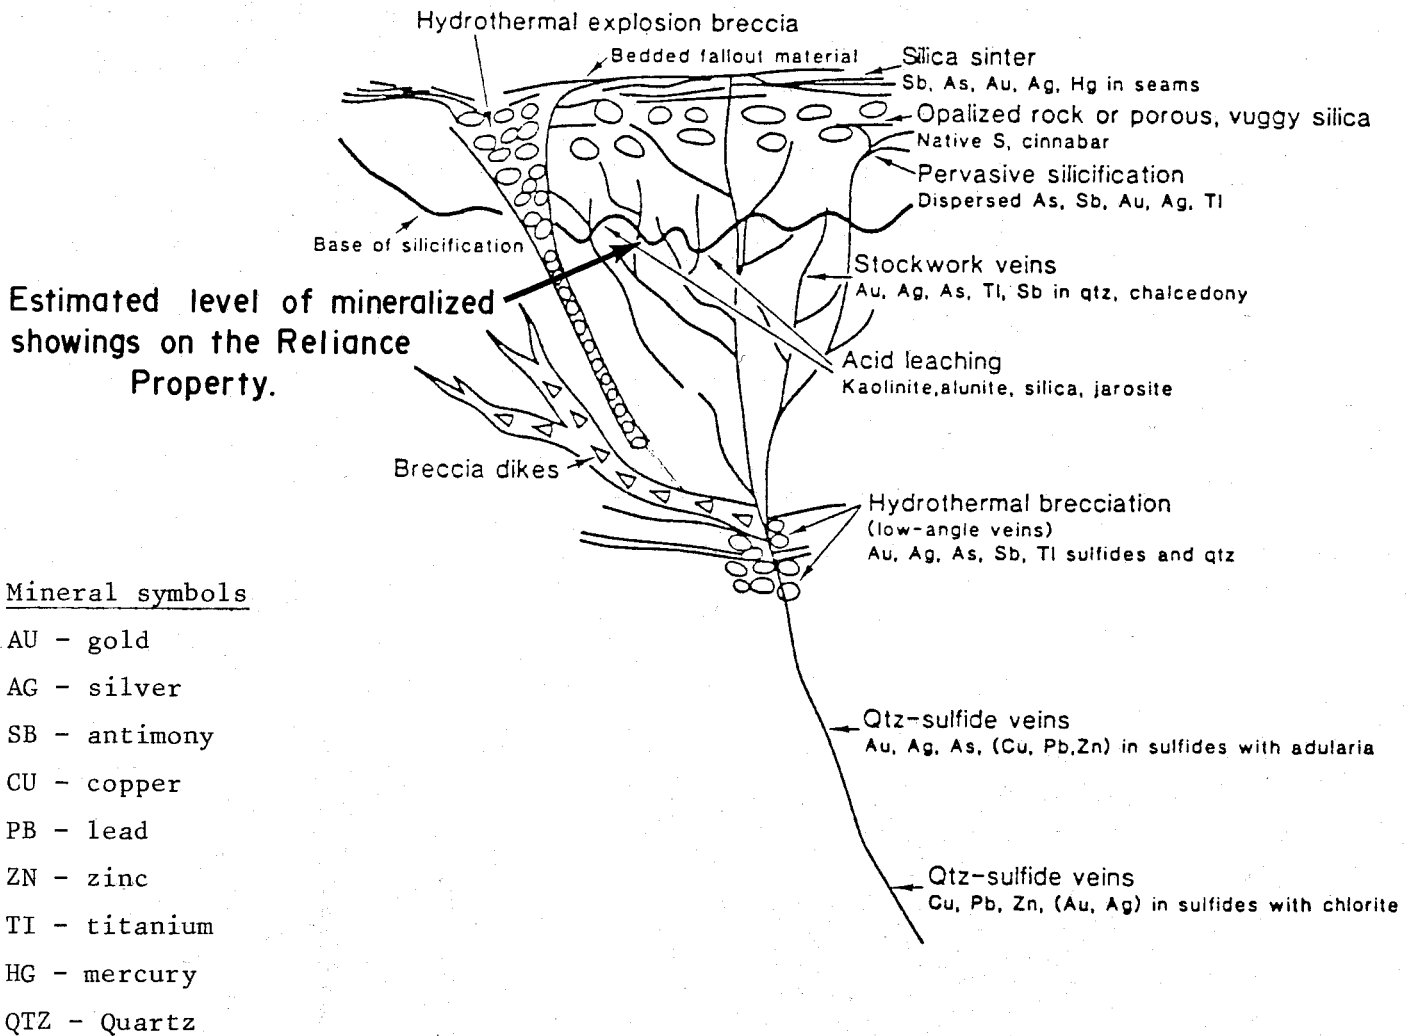 Hydrothermal explosion breccia
Bedded fallout material
Silica sinter
Sb, As, Au, Ag, Hg in seams
Opalized rock or porous, vuggy silica
Native S, cinnabar
Pervasive silicification
Dispersed As, Sb, Au, Ag, Tl
Base of silicification
Estimated level of mineralized
showings on the Reliance
Property.
Stockwork veins
Au, Ag, As, Tl, Sb in qtz, chalcedony
Acid leaching
Kaolinite,alunite, silica, jarosite
Breccia dikes
Hydrothermal brecciation
(low-angle veins)
Au, Ag, As, Sb, Tl sulfides and qtz
Qtz-sulfide veins
Au, Ag, As, (Cu, Pb,Zn) in sulfides with adularia
Qtz-sulfide veins
Cu, Pb, Zn, (Au, Ag) in sulfides with chlorite
Mineral symbols
AU - gold
AG - silver
SB - antimony
CU - copper
PB - lead
ZN - zinc
TI - titanium
HG - mercury
QTZ - Quartz